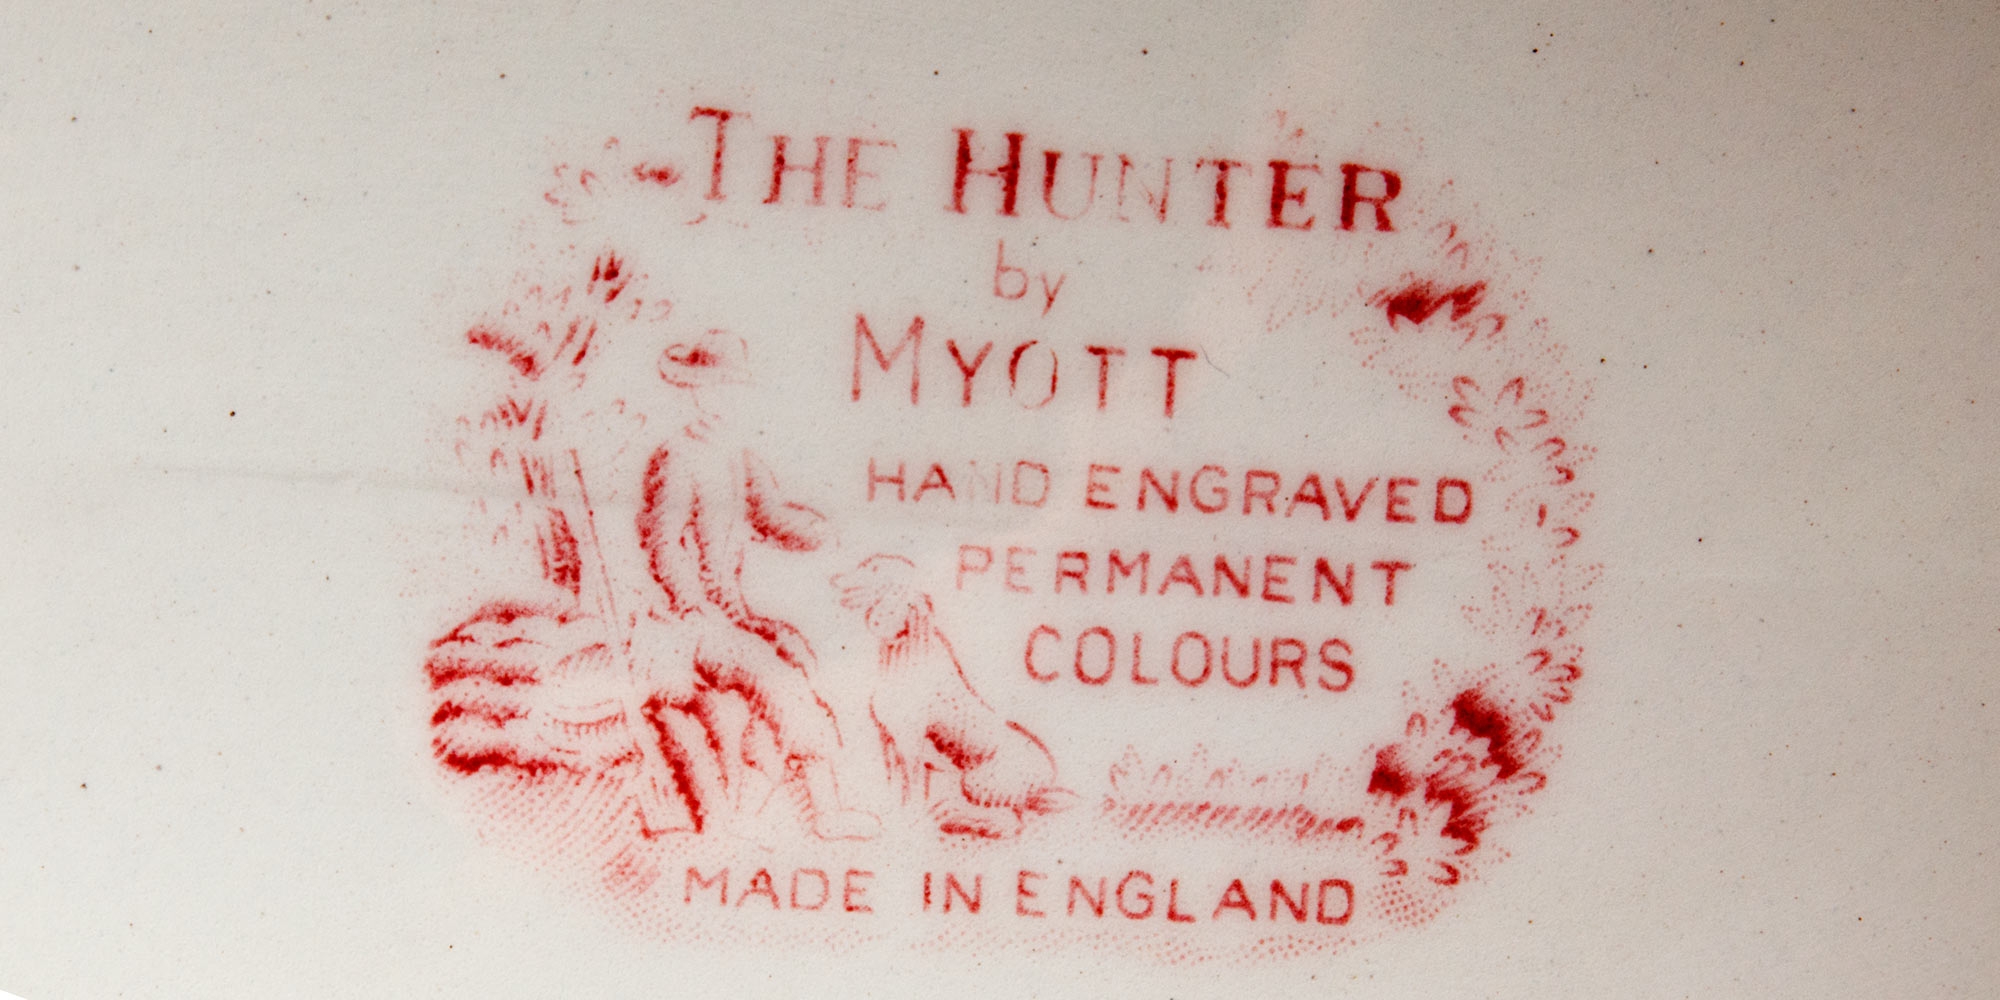 THE HUNTER
by
MYOTT
HAND ENGRAVED
PERMANENT
COLOURS
MADE IN ENGLAND